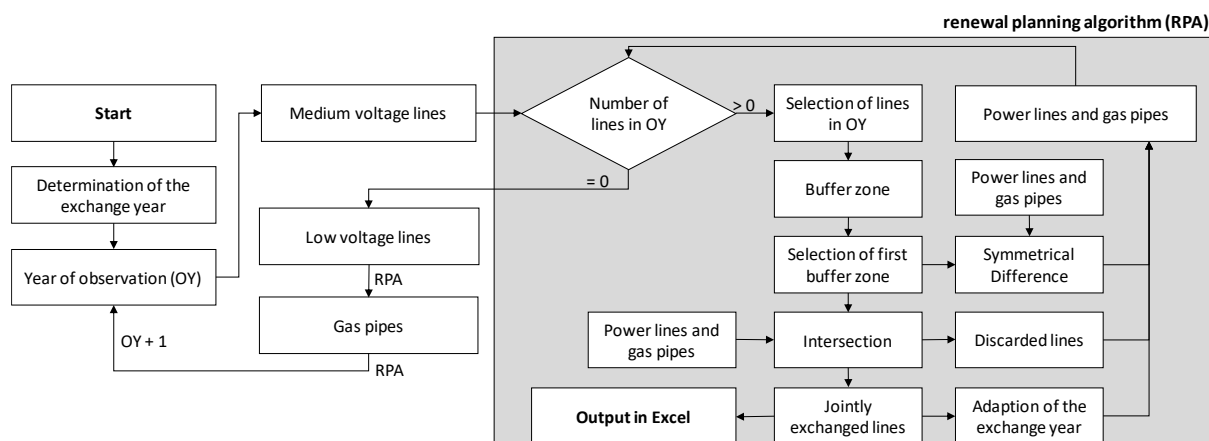 renewal planning algorithm (RPA)
Start
Determination of the
exchange year
Year of observation (OY)
OY + 1
Medium voltage lines
Low voltage lines
RPA
Gas pipes
RPA
Number of
lines in OY
> 0
= 0
Selection of lines
in OY
Buffer zone
Selection of first
buffer zone
Power lines and
gas pipes
Intersection
Jointly
exchanged lines
Output in Excel
Power lines and gas pipes
Power lines and
gas pipes
Symmetrical
Difference
Discarded lines
Adaption of the
exchange year